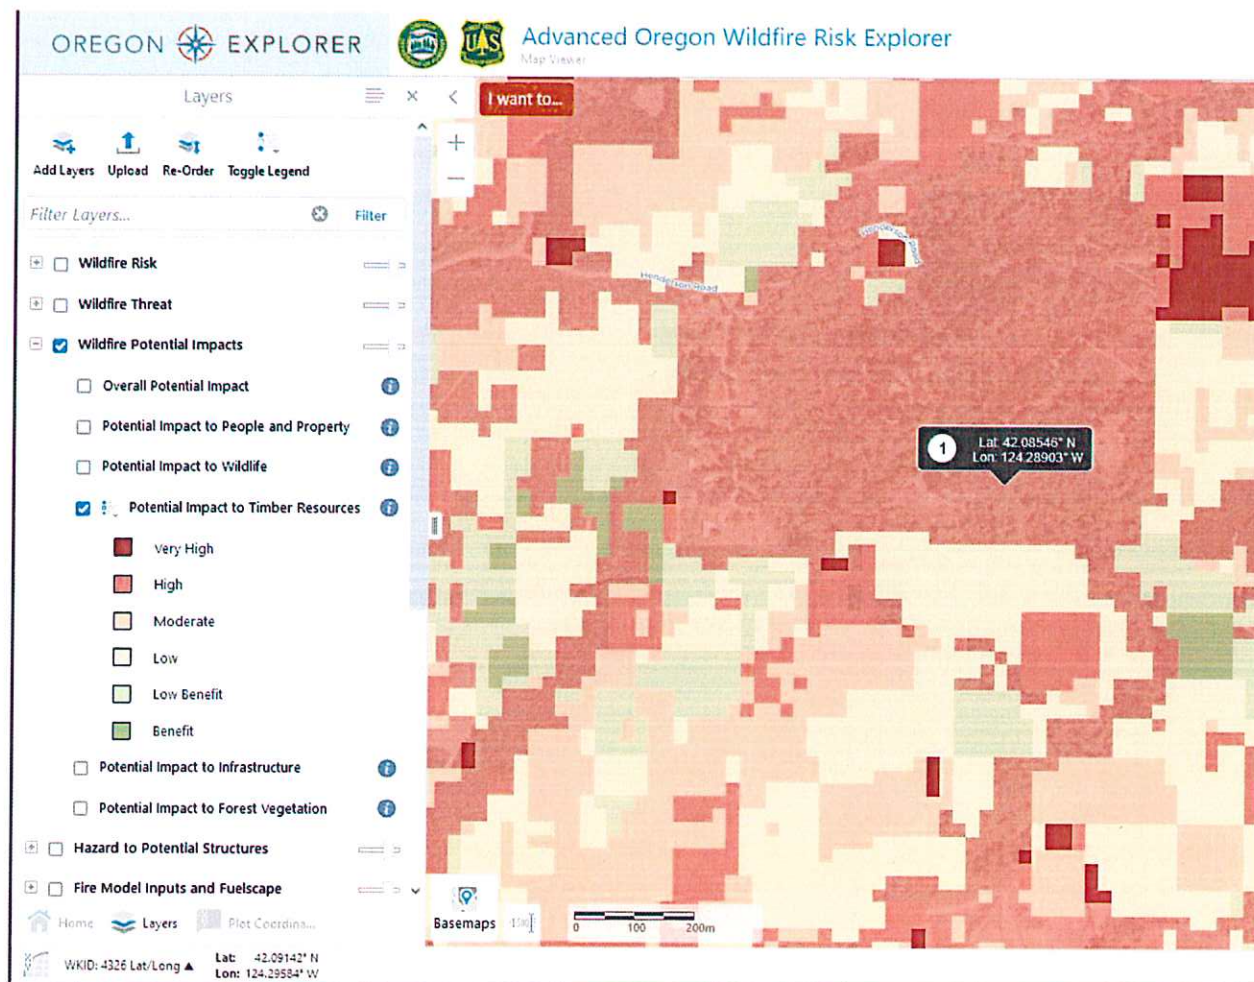 OREGON EXPLORER
Advanced Oregon Wildfire Risk Explorer
Map Viewer
Layers
I want to...
Add Layers Upload Re-Order Toggle Legend
Filter Layers...
Filter
Wildfire Risk
Wildfire Threat
Wildfire Potential Impacts
Overall Potential Impact
Potential Impact to People and Property
Potential Impact to Wildlife
Potential Impact to Timber Resources
Very High
High
Moderate
Low
Low Benefit
Benefit
Potential Impact to Infrastructure
Potential Impact to Forest Vegetation
Hazard to Potential Structures
Fire Model Inputs and Fuelscape
Home Layers Plot Coordina...
WKID: 4326 Lat/Long ▲
Lat: 42.09142° N
Lon: 124.29584° W
Henderson Road
Henderson Road
1
Lat: 42.08546° N
Lon: 124.28903° W
Basemaps
0 100 200m
UAS